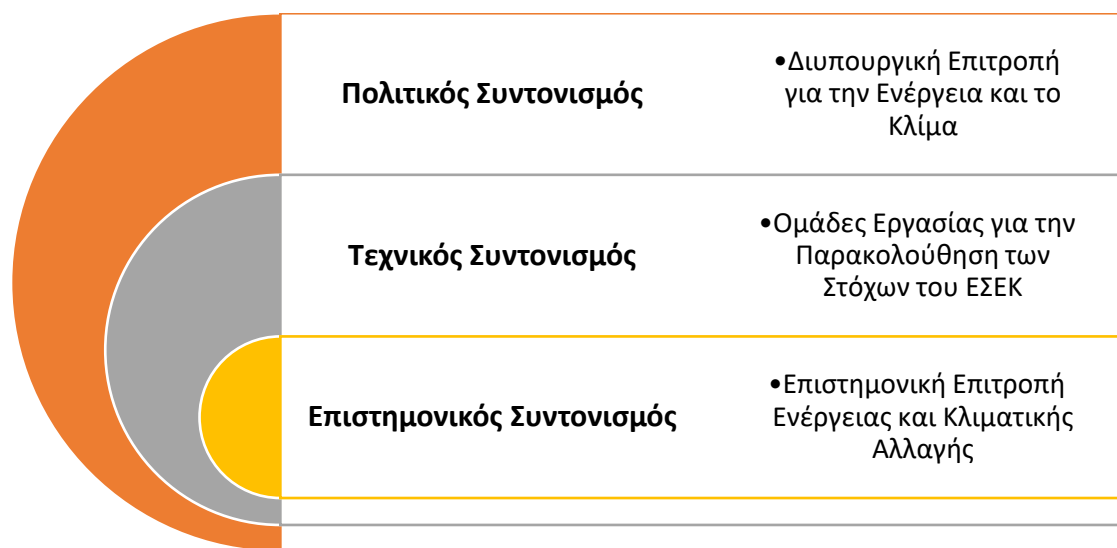 Πολιτικός Συντονισμός
•Διυπουργική Επιτροπή
για την Ενέργεια και το
Κλίμα
Τεχνικός Συντονισμός
•Ομάδες Εργασίας για την
Παρακολούθηση των
Στόχων του ΕΣΕΚ
Επιστημονικός Συντονισμός
•Επιστημονική Επιτροπή
Ενέργειας και Κλιματικής
Αλλαγής